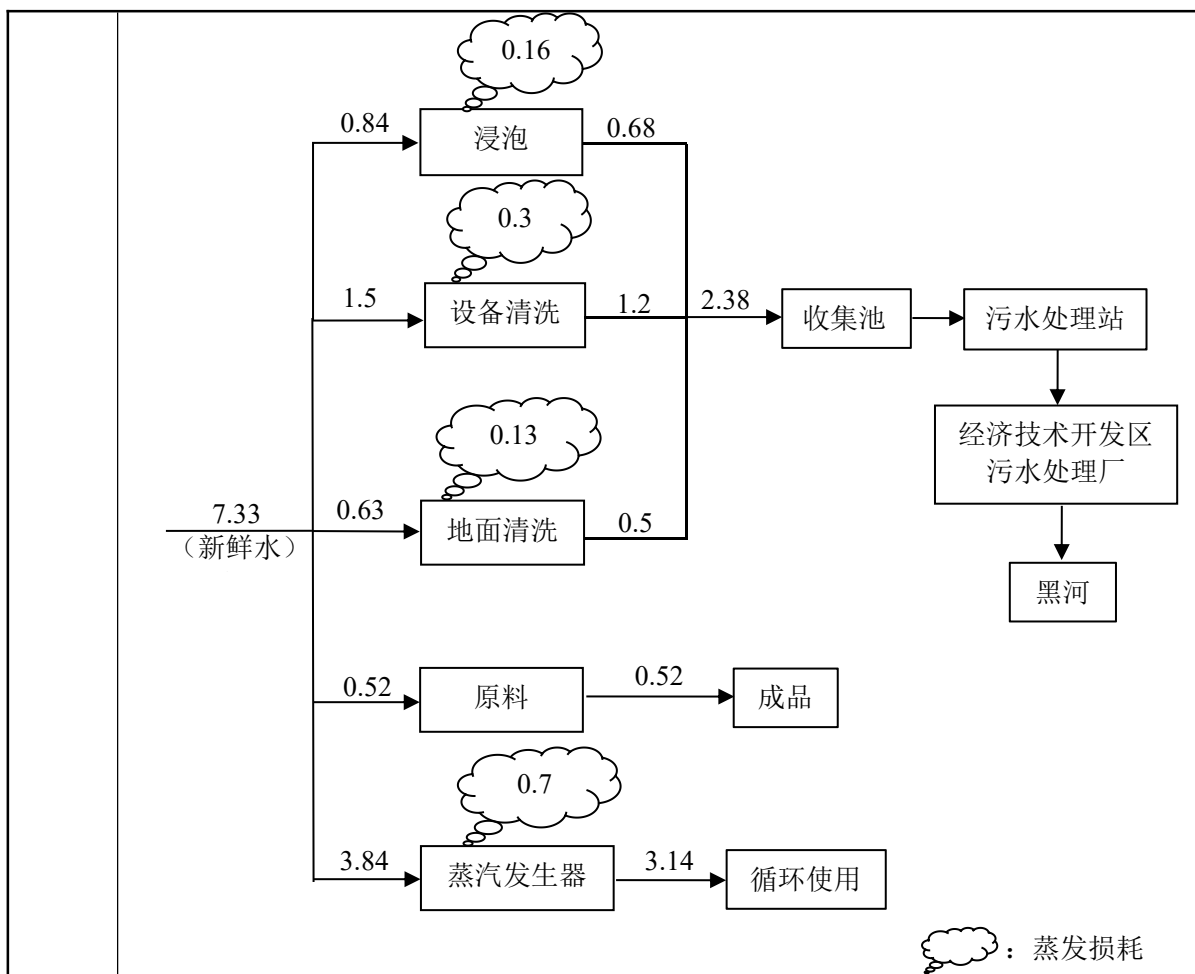 0.16
0.84
浸泡
0.68
0.3
1.5
设备清洗
1.2
2.38
收集池
污水处理站
0.13
经济技术开发区
污水处理厂
7.33
（新鲜水）
0.63
地面清洗
0.5
黑河
0.52
原料
0.52
成品
0.7
3.84
蒸汽发生器
3.14
循环使用
：蒸发损耗